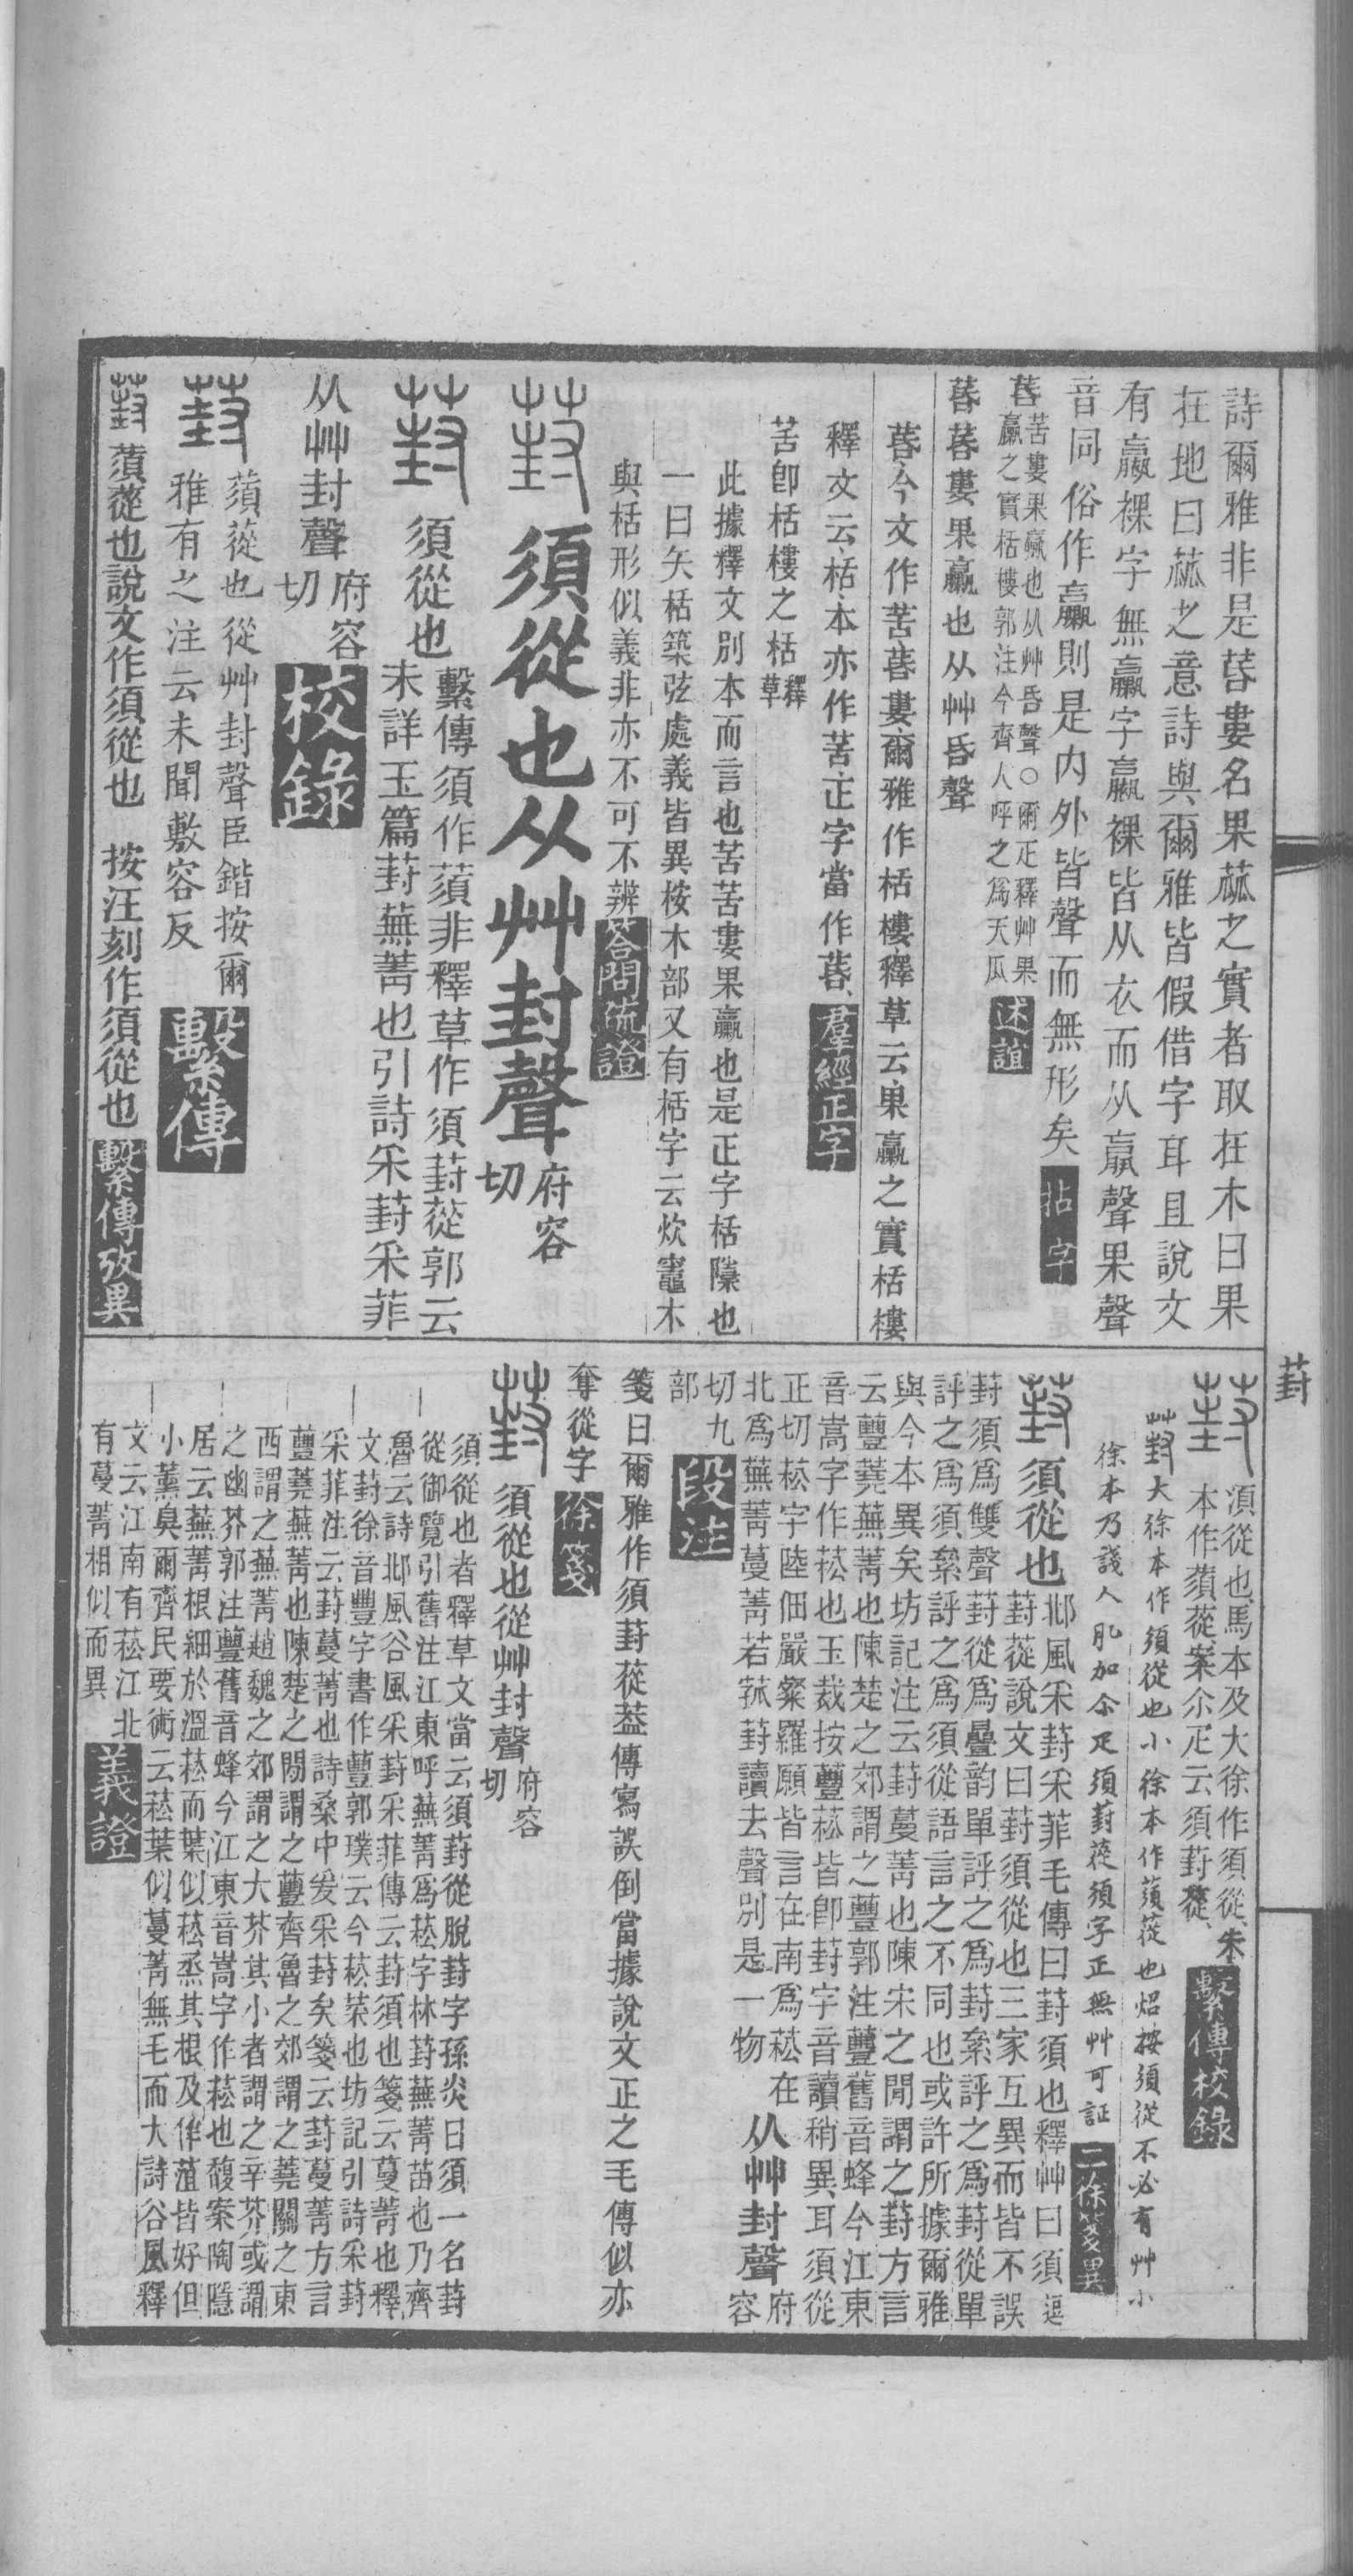 詩爾雅非是𦯄婁名果蓏之實者取在木曰果
在地曰蓏之意詩與爾雅皆假借字耳且說文
有蠃裸字無臝字臝裸皆从衣而从𣎆聲果聲
音同俗作臝則是内外皆聲而無形矣 拈字
苦婁果蠃也从艸昏聲○爾疋釋艸果
蠃之實栝樓郭注今齊人呼之爲天瓜 述誼
婁果蠃也从艸昏聲
今文作苦婁爾雅作栝樓釋草云果蠃之實栝樓
釋文云栝本亦作苦正字當作 羣經正字
苦卽栝樓之栝釋草
此據釋文別本而言也苦苦婁果蠃也是正字栝檃也
一曰矢栝築弦處義皆異桉木部又有栝字云炊竈木
與栝形似義非亦不可不辨 答問疏證
葑 須從也从艸封聲 府容切
葑 須從也 繫傳須作蕦非釋草作須葑蓯郭云
未詳玉篇葑蕪菁也引詩采葑采菲
从艸封聲 府容切 校錄
葑 蕦蓯也從艸封聲臣鍇按爾
雅有之注云未聞敷容反 繫傳
葑 蕦蓯也說文作須從也 按汪刻作須從也 繫傳攷異
葑
葑 湏從也馬本及大徐作須從朱
本作蕦蓯案尒疋云須葑蓯 繫傳校錄
葑 大徐本作須從也小徐本作蕦蓯也炤按須從不必有艸小
徐本乃淺人肊加尒疋須葑蓯須字正無艸可証 二徐箋異
葑 須從也 邶風采葑采菲毛傳曰葑須也釋艸曰須逗
葑蓯說文曰葑須從也三家互異而皆不誤
葑須爲雙聲葑從爲疊韵單評之爲葑絫評之爲葑從單
評之爲須絫評之爲須從語言之不同也或許所據爾雅
與今本異矣坊記注云葑蔓菁也陳宋之閒謂之葑方言
云蘴蕘蕪菁也陳楚之郊謂之蘴郭注蘴舊音蜂今江東
音嵩字作菘也玉裁按蘴菘皆卽葑字音讀稍異耳須從
正切菘字陸佃嚴粲羅願皆言在南爲菘在
北爲蕪菁蔓菁若菰葑讀去聲別是一物 从艸封聲 府容
切九部 段注
箋曰爾雅作須葑蓯葢傳寫誤倒當據說文正之毛傳似亦
奪從字 徐箋
葑 須從也從艸封聲 府容切
須從也者釋草文當云須葑從脫葑字孫炎曰須一名葑
從御覽引舊注江東呼蕪菁爲菘字林葑蕪菁苗也乃齊
魯云詩邶風谷風采葑采菲傳云葑須也箋云蔓菁也釋
文葑徐音豐字書作蘴郭璞云今菘菜也坊記引詩采葑
采菲注云葑蔓菁也詩桑中爰采葑矣箋云葑蔓菁方言
蘴蕘蕪菁也陳楚之閒謂之蘴齊魯之郊謂之蕘關之東
西謂之蕪菁趙魏之郊謂之大芥其小者謂之辛芥或謂
之幽芥郭注蘴舊音蜂今江東音嵩字作菘也馥案陶隱
居云蕪菁根細於溫菘而葉似菘烝其根及作菹皆好但
小薰臭爾齊民要術云菘葉似蔓菁無毛而大詩谷風釋
文云江南有菘江北
有蔓菁相似而異 義證